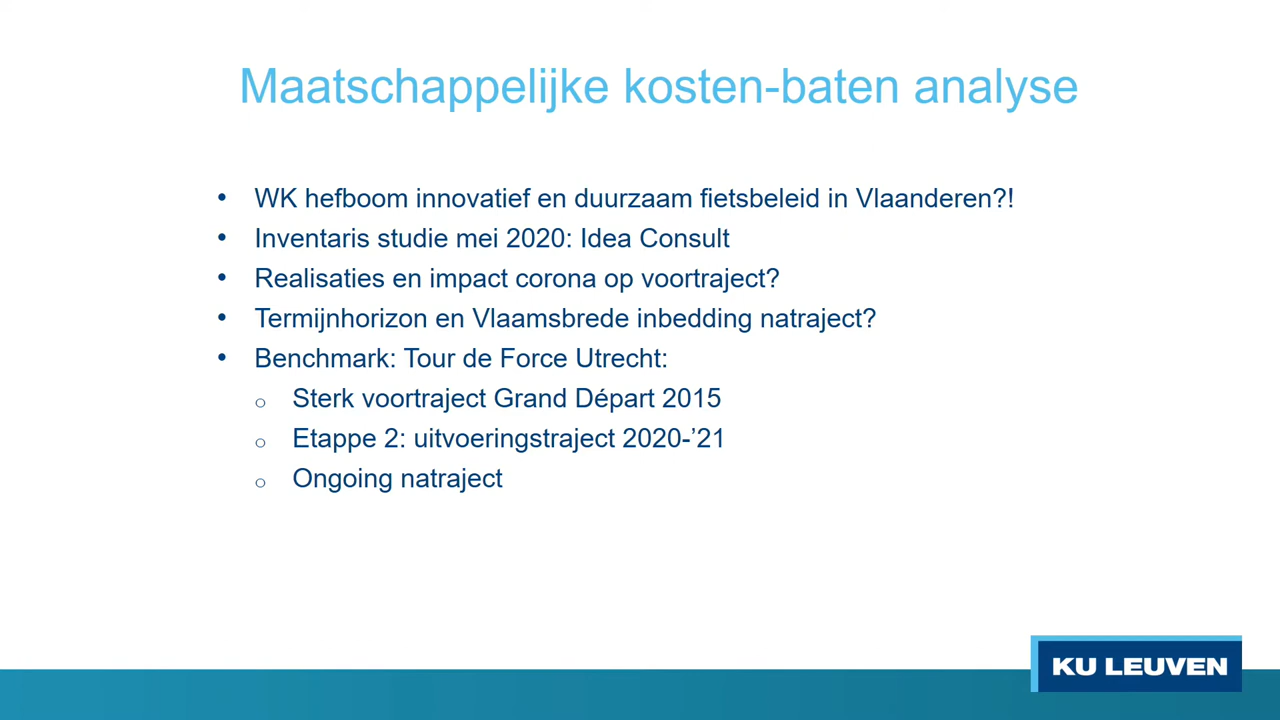 Maatschappelijke kosten-baten analyse
• WK hefboom innovatief en duurzaam fietsbeleid in Vlaanderen?!
• Inventaris studie mei 2020: Idea Consult
• Realisaties en impact corona op voortraject?
• Termijnhorizon en Vlaamsbrede inbedding natraject?
• Benchmark: Tour de Force Utrecht:
o Sterk voortraject Grand Départ 2015
o Etappe 2: uitvoeringstraject 2020-’21
o Ongoing natraject
KU LEUVEN